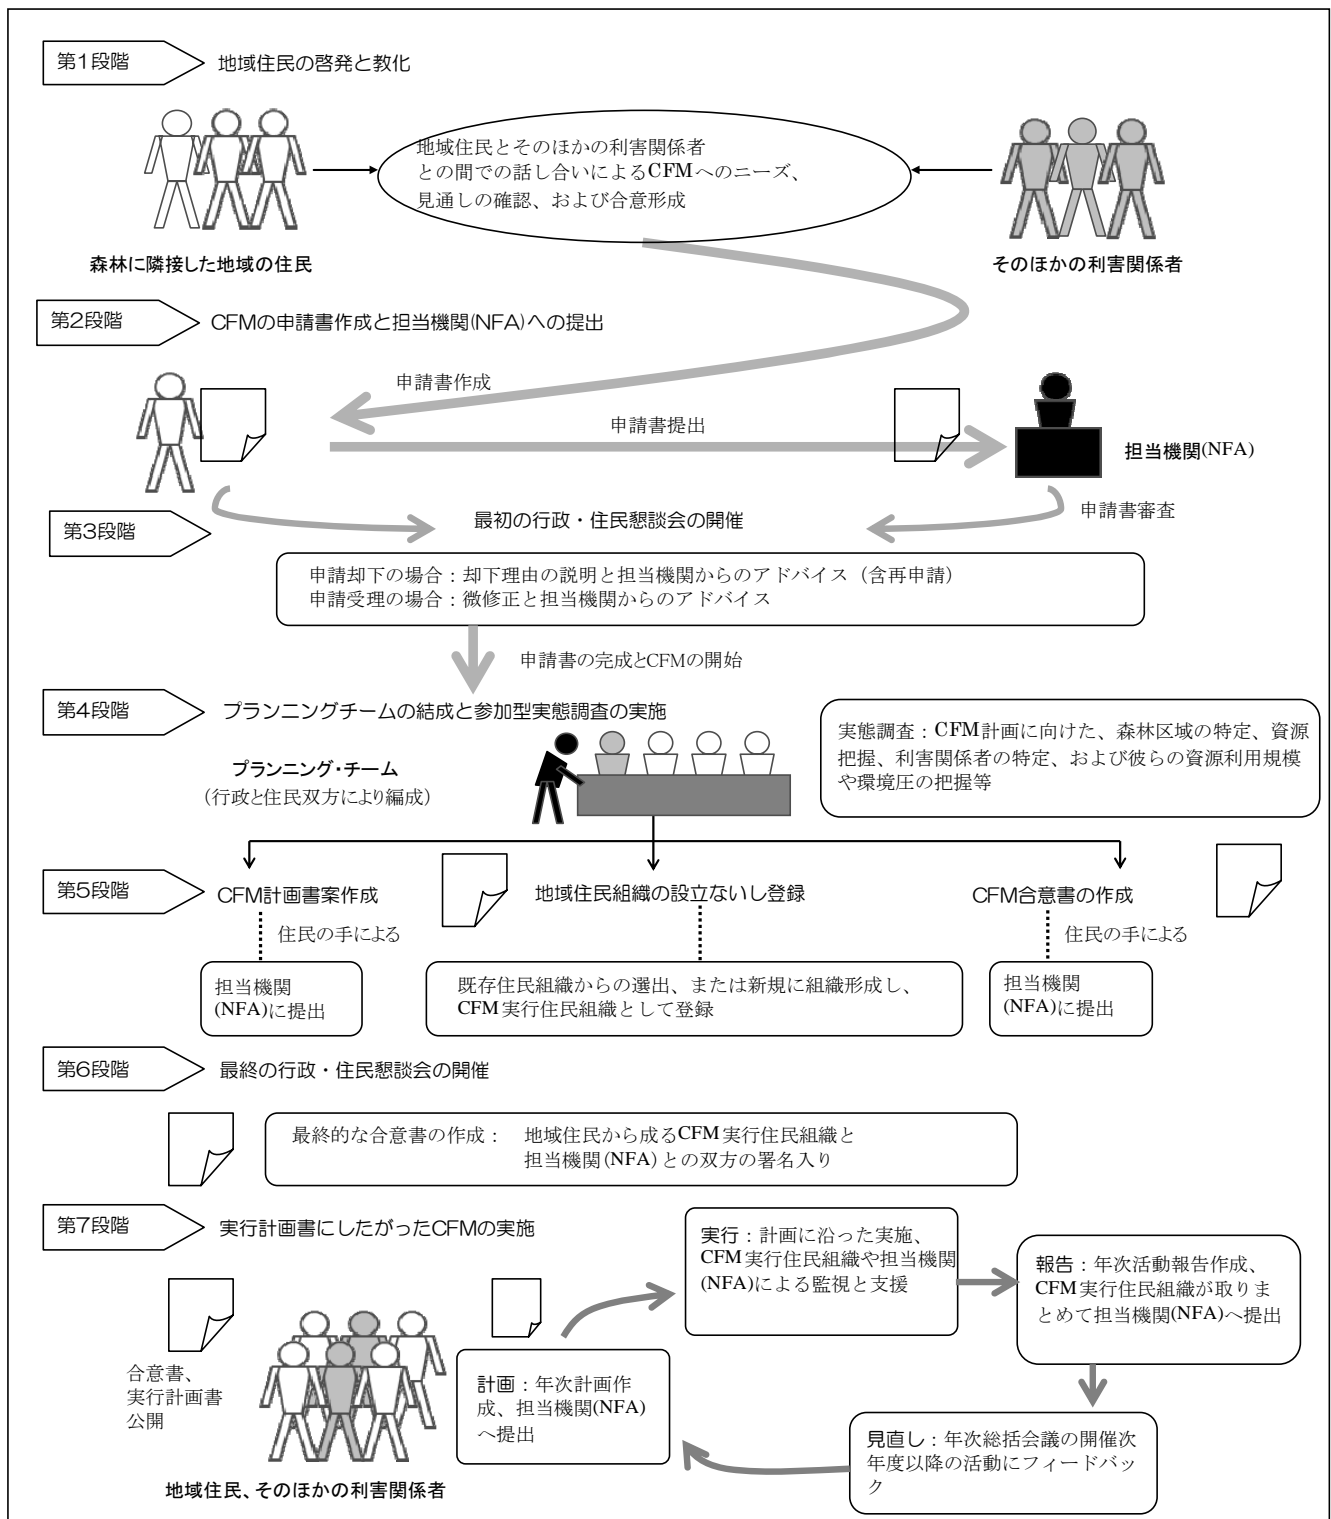 第1段階
地域住民の啓発と教化
地域住民とそのほかの利害関係者
との間での話し合いによるCFMへのニーズ、
見通しの確認、および合意形成
森林に隣接した地域の住民
そのほかの利害関係者
第2段階
CFMの申請書作成と担当機関(NFA)への提出
申請書作成
申請書提出
担当機関(NFA)
第3段階
最初の行政・住民懇談会の開催
申請書審査
申請却下の場合：却下理由の説明と担当機関からのアドバイス（含再申請）
申請受理の場合：微修正と担当機関からのアドバイス
申請書の完成とCFMの開始
第4段階
プランニングチームの結成と参加型実態調査の実施
プランニング・チーム
（行政と住民双方により編成）
実態調査：CFM計画に向けた、森林区域の特定、資源
把握、利害関係者の特定、および彼らの資源利用規模
や環境圧の把握等
第5段階
CFM計画書案作成
地域住民組織の設立ないし登録
CFM合意書の作成
住民の手による
住民の手による
担当機関
(NFA)に提出
既存住民組織からの選出、または新規に組織形成し、
CFM実行住民組織として登録
担当機関
(NFA)に提出
第6段階
最終の行政・住民懇談会の開催
最終的な合意書の作成：　地域住民から成るCFM実行住民組織と
担当機関(NFA)との双方の署名入り
第7段階
実行計画書にしたがったCFMの実施
実行：計画に沿った実施、
CFM実行住民組織や担当機関
(NFA)による監視と支援
報告：年次活動報告作成、
CFM実行住民組織が取りま
とめて担当機関(NFA)へ提出
合意書、
実行計画書
公開
計画：年次計画作
成、担当機関(NFA)
へ提出
見直し：年次総括会議の開催次
年度以降の活動にフィードバッ
ク
地域住民、そのほかの利害関係者